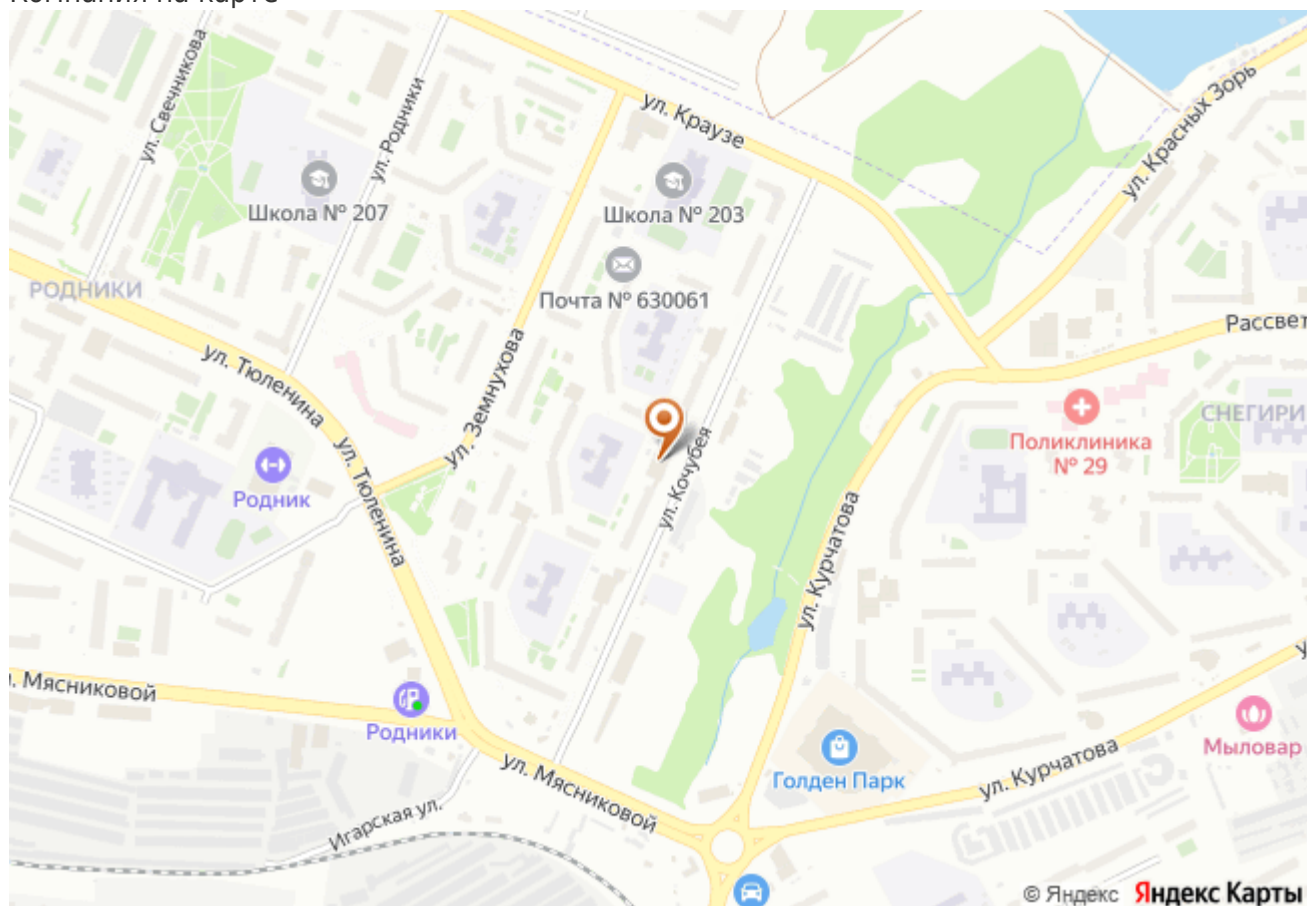 ул. Свечникова
ул. Родники
ул. Краузе
ул. Красных Зорь
Школа № 207
Школа № 203
Почта № 630061
РОДНИКИ
ул. Тюленина
ул. Земнухова
Рассвет
Поликлиника
№ 29
СНЕГИРИ
ул. Тюленина
Родник
ул. Кочубея
ул. Курчатова
. Мясниковой
Родники
ул. Мясниковой
Игарская ул.
Голден Парк
ул. Курчатова
Мыловар
© Яндекс Яндекс Карты